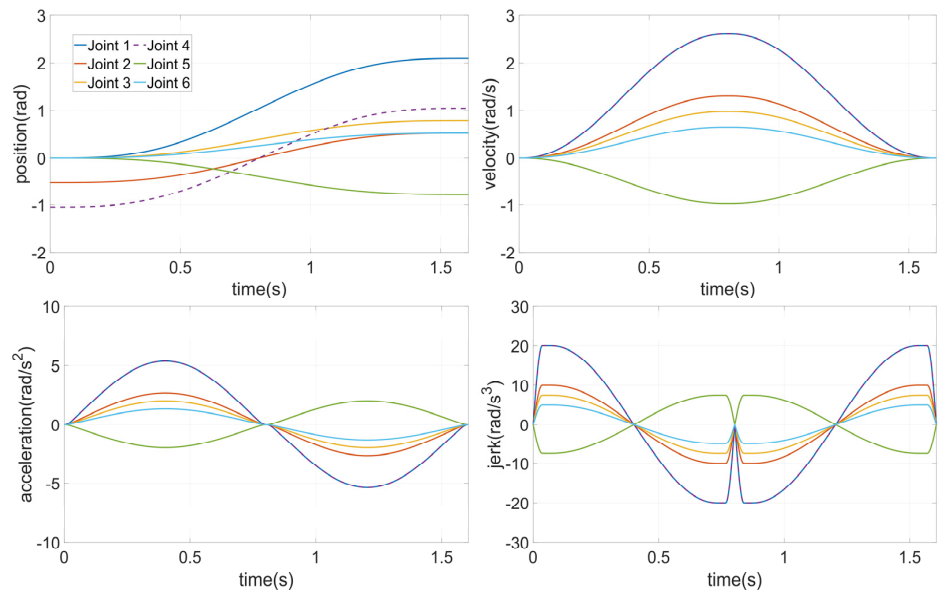 3
2
1
0
-1
-2
position(rad)
Joint 1 Joint 4
Joint 2 Joint 5
Joint 3 Joint 6
0 0.5 1 1.5
time(s)
3
2
1
0
-1
-2
velocity(rad/s)
0 0.5 1 1.5
time(s)
10
5
0
-5
-10
acceleration(rad/s²)
0 0.5 1 1.5
time(s)
30
20
10
0
-10
-20
-30
jerk(rad/s³)
0 0.5 1 1.5
time(s)